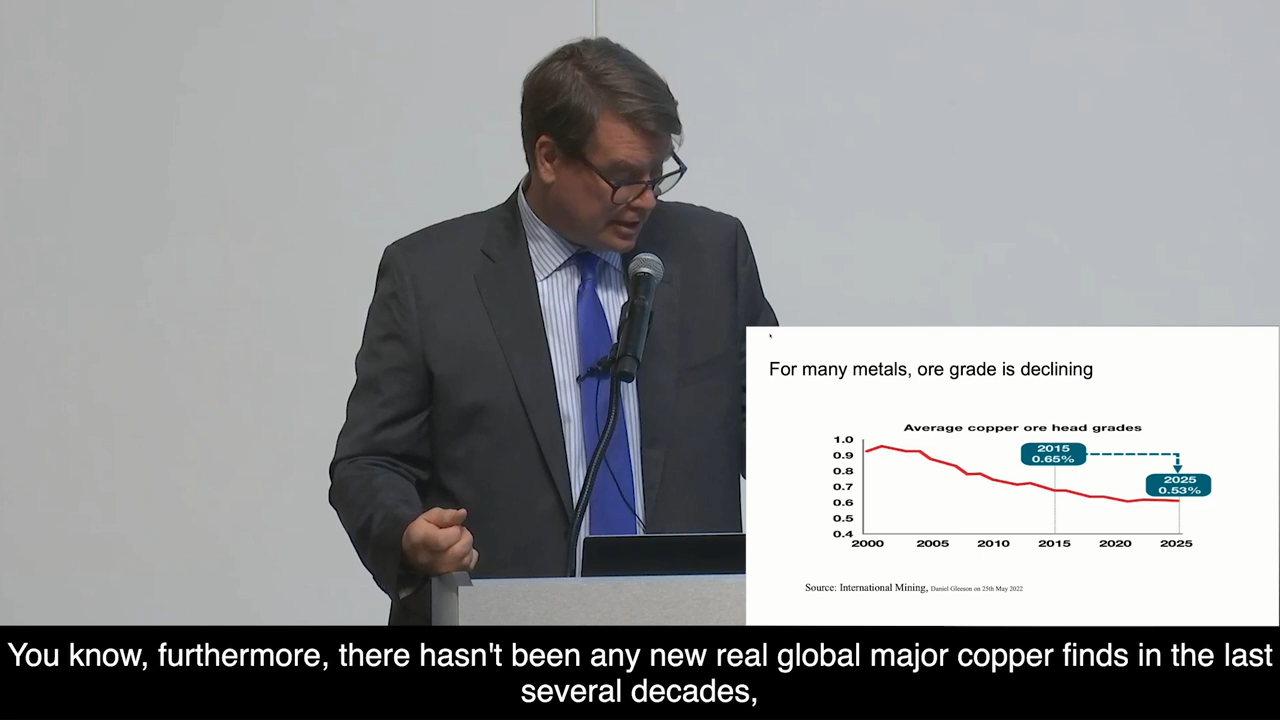 For many metals, ore grade is declining
Average copper ore head grades
1.0
0.9
0.8
0.7
0.6
0.5
0.4
2015
0.65%
2025
0.53%
2000 2005 2010 2015 2020 2025
Source: International Mining, Daniel Gleeson on 25th May 2022
You know, furthermore, there hasn't been any new real global major copper finds in the last
several decades,